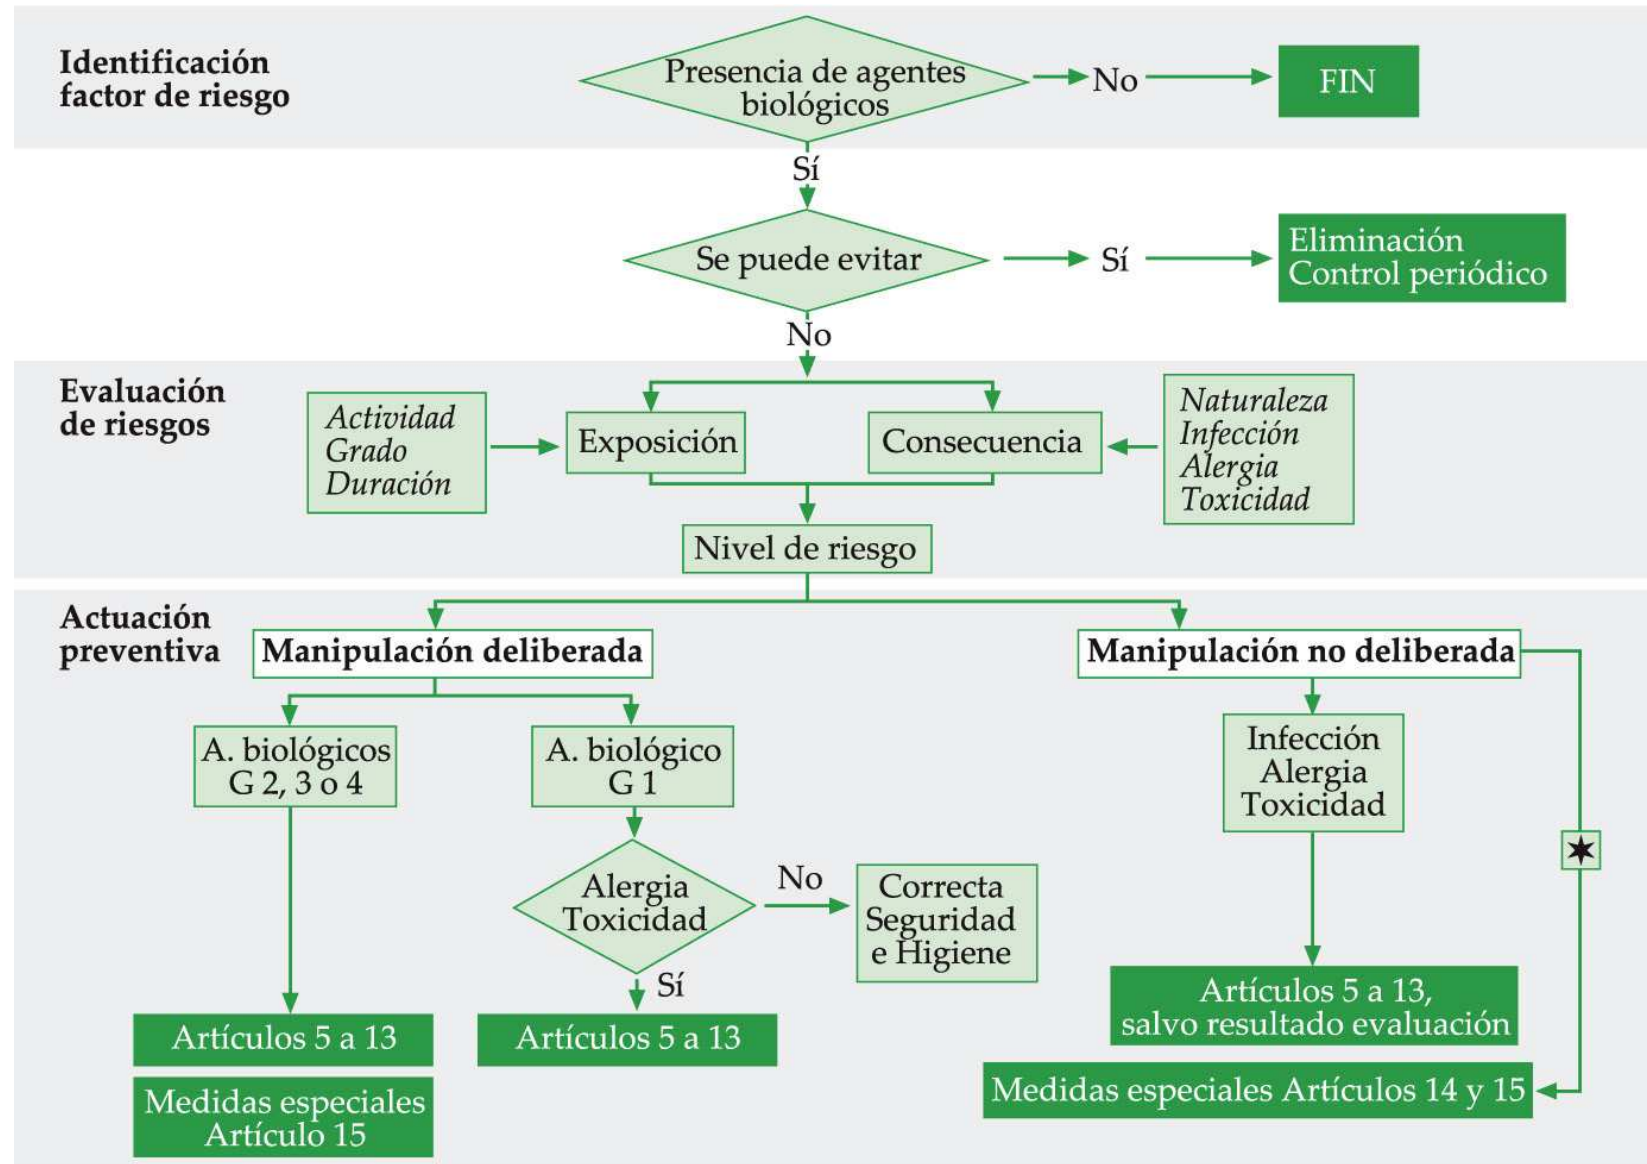 Identificación
factor de riesgo
Presencia de agentes
biológicos
No
FIN
Sí
Se puede evitar
Sí
Eliminación
Control periódico
No
Evaluación
de riesgos
Actividad
Grado
Duración
Exposición
Consecuencia
Naturaleza
Infección
Alergia
Toxicidad
Nivel de riesgo
Actuación
preventiva
Manipulación deliberada
Manipulación no deliberada
A. biológicos
G 2, 3 o 4
A. biológico
G 1
Infección
Alergia
Toxicidad
Alergia
Toxicidad
No
Correcta
Seguridad
e Higiene
Sí
Artículos 5 a 13
Medidas especiales
Artículo 15
Artículos 5 a 13
Artículos 5 a 13,
salvo resultado evaluación
Medidas especiales Artículos 14 y 15